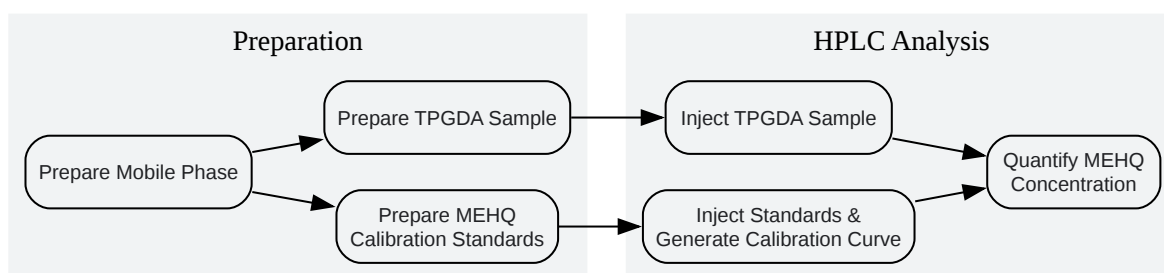 Preparation
HPLC Analysis
Prepare TPGDA Sample
Inject TPGDA Sample
Prepare Mobile Phase
Quantify MEHQ
Concentration
Prepare MEHQ
Calibration Standards
Inject Standards &
Generate Calibration Curve